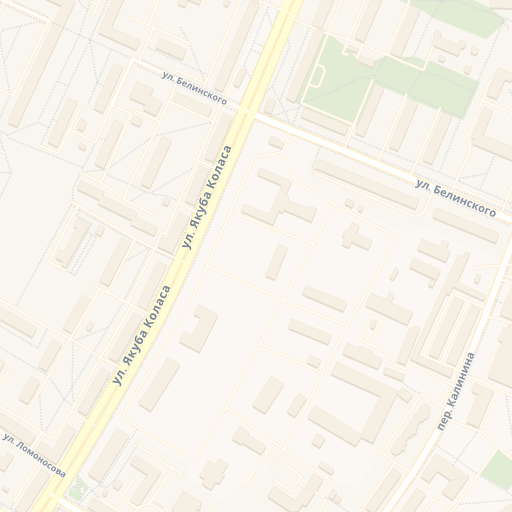 ул. Белинского
ул. Якуба Коласа
ул. Белинского
ул. Якуба Коласа
пер. Калинина
ул. Ломоносова